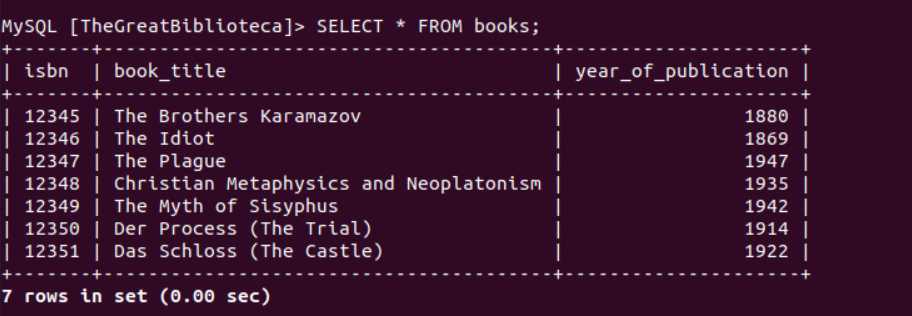 MySQL [TheGreatBiblioteca]> SELECT * FROM books;
+-------+------------------------------------------+---------------------+
| isbn  | book_title                               | year_of_publication |
+-------+------------------------------------------+---------------------+
| 12345 | The Brothers Karamazov                   |                1880 |
| 12346 | The Idiot                                |                1869 |
| 12347 | The Plague                               |                1947 |
| 12348 | Christian Metaphysics and Neoplatonism |                1935 |
| 12349 | The Myth of Sisyphus                     |                1942 |
| 12350 | Der Process (The Trial)                  |                1914 |
| 12351 | Das Schloss (The Castle)                 |                1922 |
+-------+------------------------------------------+---------------------+
7 rows in set (0.00 sec)